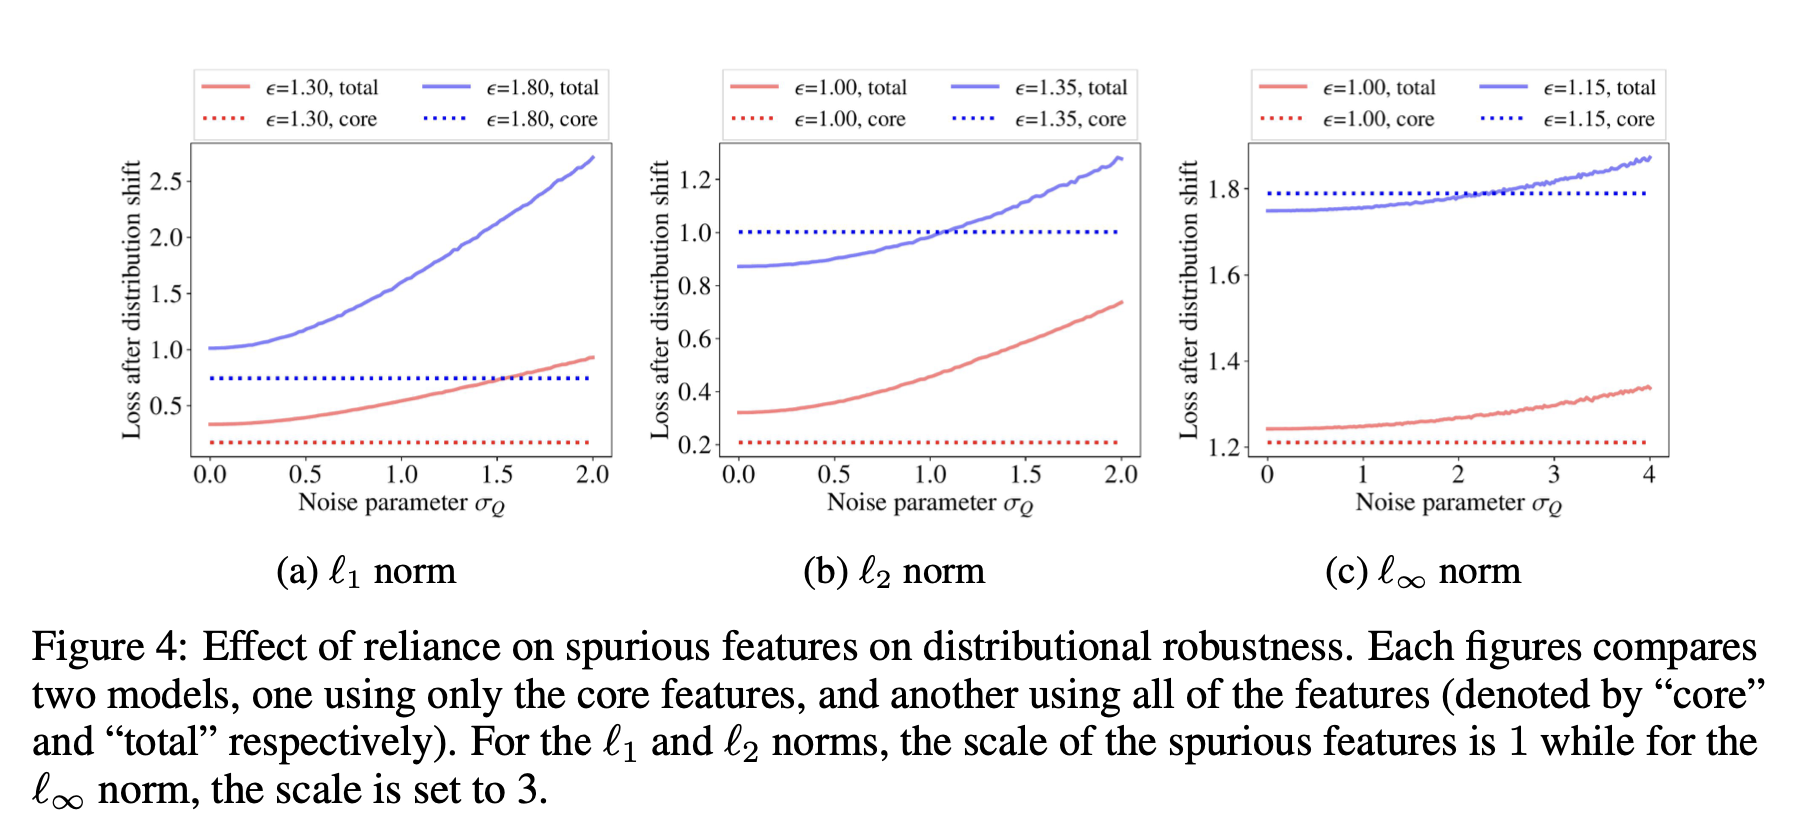 ϵ=1.30, total
ϵ=1.80, total
ϵ=1.30, core
ϵ=1.80, core
Loss after distribution shift
2.5
2.0
1.5
1.0
0.5
0.0 0.5 1.0 1.5 2.0
Noise parameter σ_Q
(a) ℓ₁ norm
ϵ=1.00, total
ϵ=1.35, total
ϵ=1.00, core
ϵ=1.35, core
Loss after distribution shift
1.2
1.0
0.8
0.6
0.4
0.2
0.0 0.5 1.0 1.5 2.0
Noise parameter σ_Q
(b) ℓ₂ norm
ϵ=1.00, total
ϵ=1.15, total
ϵ=1.00, core
ϵ=1.15, core
Loss after distribution shift
1.8
1.6
1.4
1.2
0 1 2 3 4
Noise parameter σ_Q
(c) ℓ∞ norm
Figure 4: Effect of reliance on spurious features on distributional robustness. Each figures compares
two models, one using only the core features, and another using all of the features (denoted by “core”
and “total” respectively). For the ℓ₁ and ℓ₂ norms, the scale of the spurious features is 1 while for the
ℓ∞ norm, the scale is set to 3.